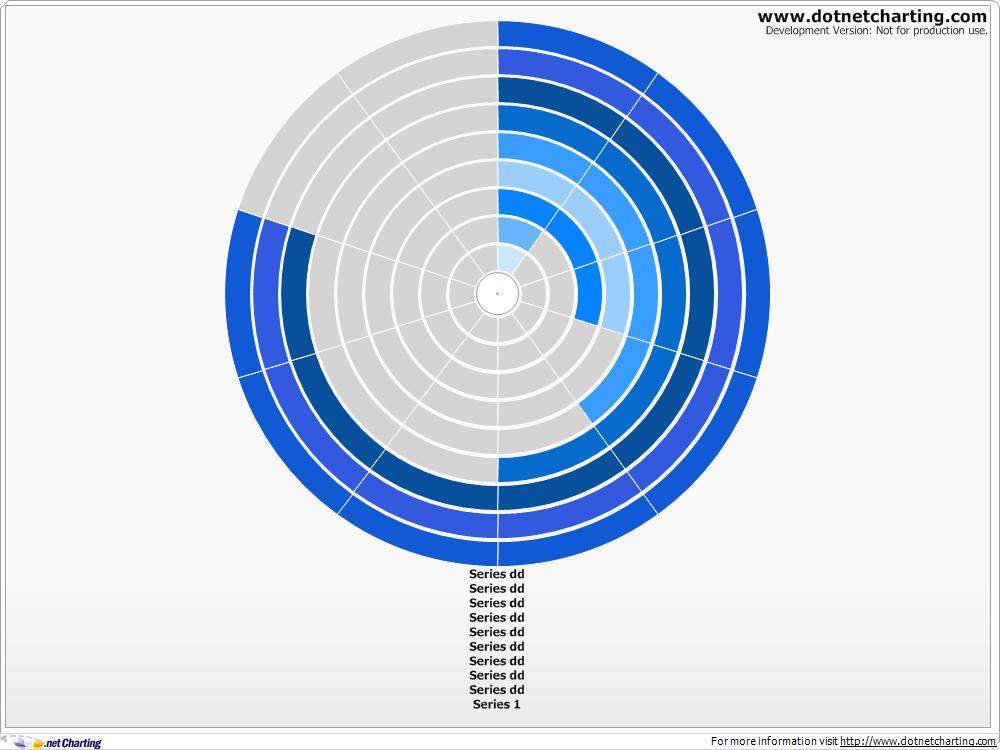 www.dotnetcharting.com
Development Version: Not for production use.
Series dd
Series dd
Series dd
Series dd
Series dd
Series dd
Series dd
Series dd
Series dd
Series 1
.net Charting
For more information visit http://www.dotnetcharting.com